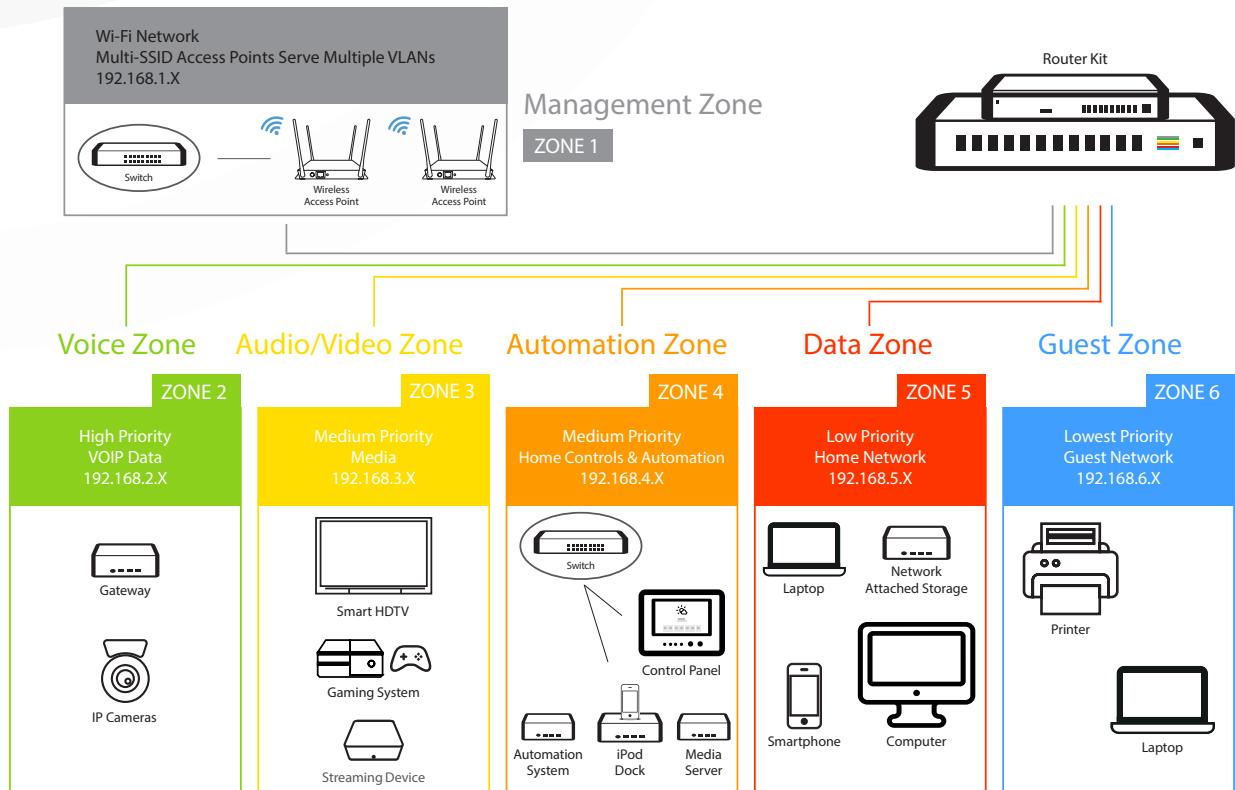 Wi-Fi Network
Multi-SSID Access Points Serve Multiple VLANs
192.168.1.X
Switch
Wireless
Access Point
Wireless
Access Point
Management Zone
ZONE 1
Router Kit
Voice Zone
ZONE 2
High Priority
VOIP Data
192.168.2.X
Gateway
IP Cameras
Audio/Video Zone
ZONE 3
Medium Priority
Media
192.168.3.X
Smart HDTV
Gaming System
Streaming Device
Automation Zone
ZONE 4
Medium Priority
Home Controls & Automation
192.168.4.X
Switch
Control Panel
Automation
System
iPod
Dock
Media
Server
Data Zone
ZONE 5
Low Priority
Home Network
192.168.5.X
Laptop
Network
Attached Storage
Smartphone
Computer
Guest Zone
ZONE 6
Lowest Priority
Guest Network
192.168.6.X
Printer
Laptop